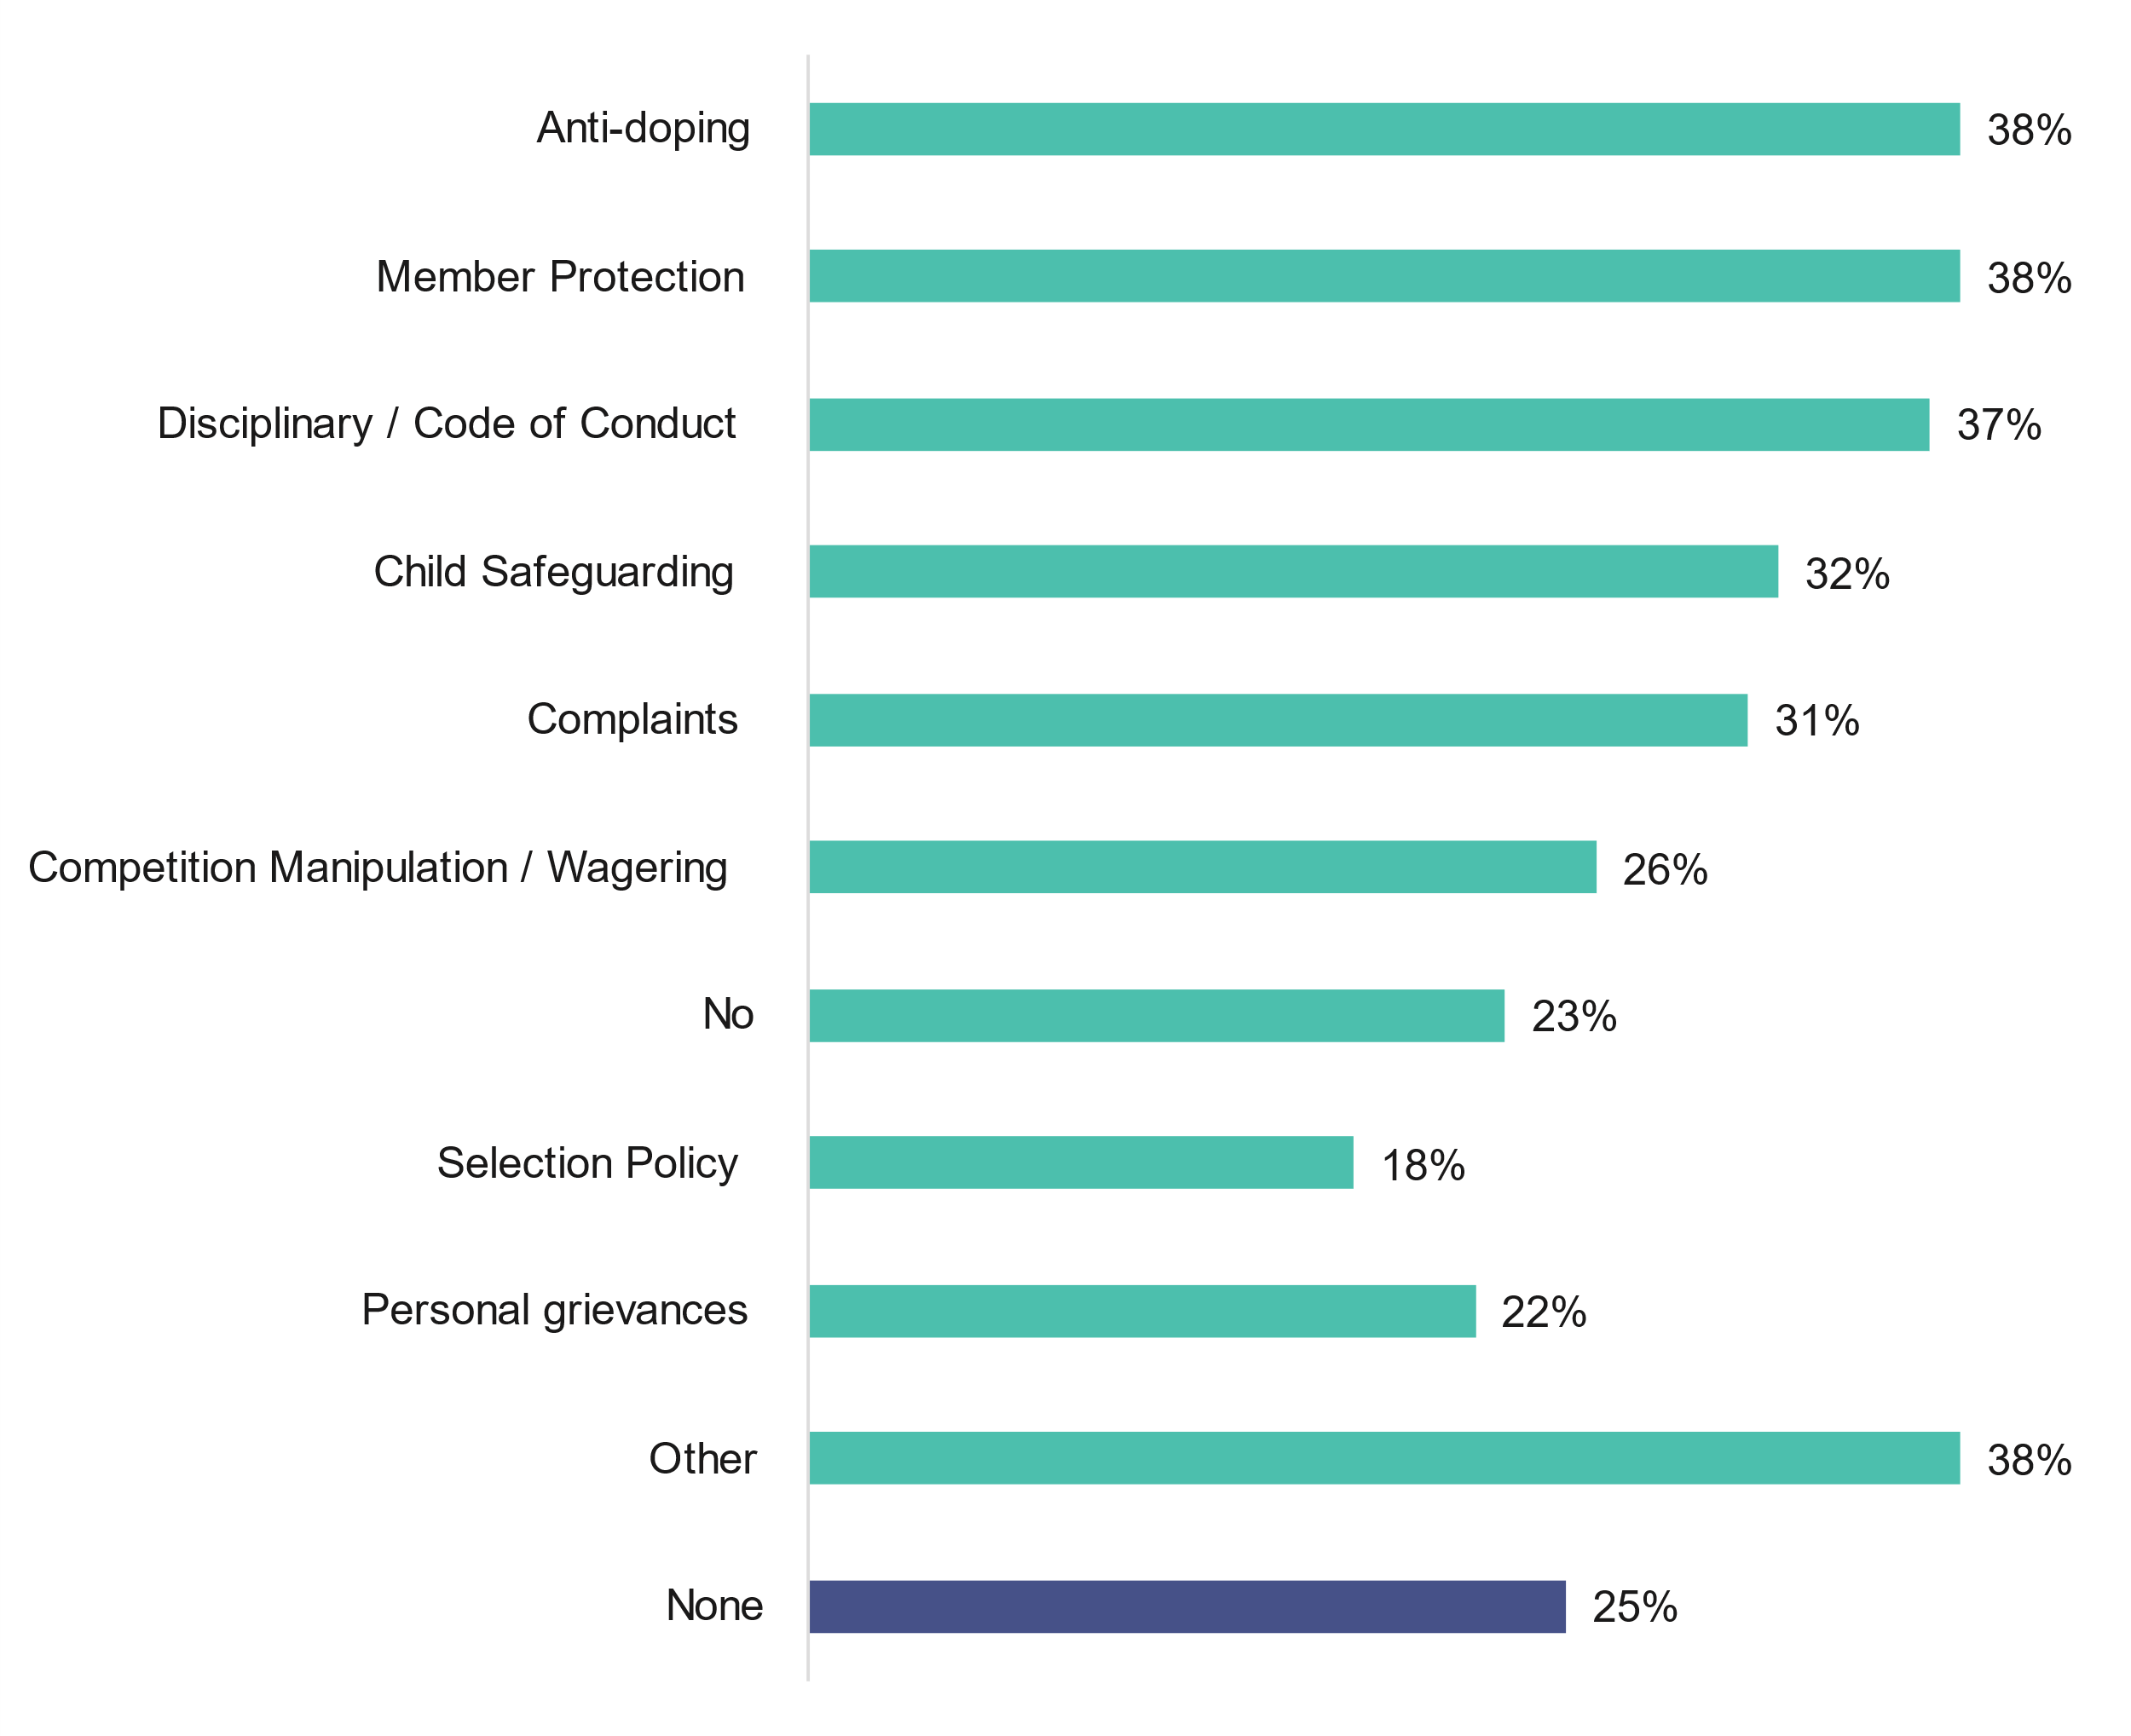 Anti-doping 38%
Member Protection 38%
Disciplinary / Code of Conduct 37%
Child Safeguarding 32%
Complaints 31%
Competition Manipulation / Wagering 26%
No 23%
Selection Policy 18%
Personal grievances 22%
Other 38%
None 25%